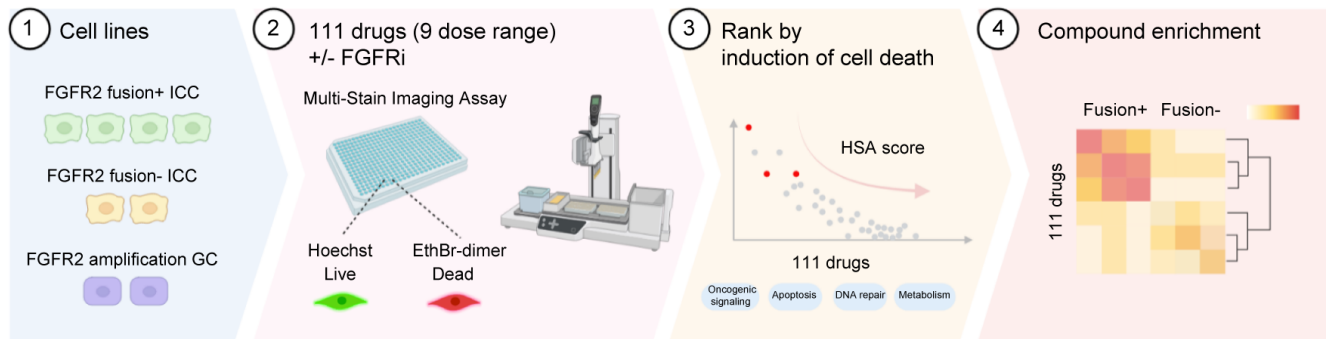 1
Cell lines
FGFR2 fusion+ ICC
FGFR2 fusion- ICC
FGFR2 amplification GC
2
111 drugs (9 dose range)
+/- FGFRi
Multi-Stain Imaging Assay
Hoechst
Live
EthBr-dimer
Dead
3
Rank by
induction of cell death
HSA score
111 drugs
Oncogenic
signaling
Apoptosis
DNA repair
Metabolism
4
Compound enrichment
Fusion+
Fusion-
111 drugs